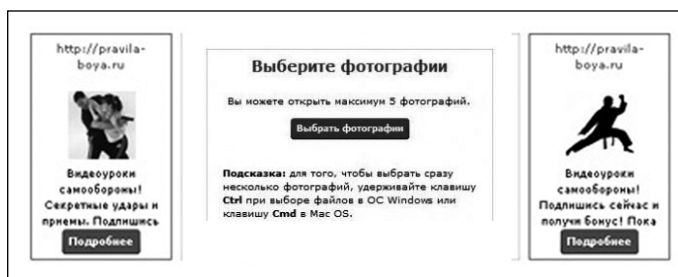 http://pravila-
boya.ru
Видеоуроки
самообороны!
Секретные удары и
приемы. Подпишись
Подробнее
Выберите фотографии
Вы можете открыть максимум 5 фотографий.
Выбрать фотографии
Подсказка: для того, чтобы выбрать сразу
несколько фотографий, удерживайте клавишу
Ctrl при выборе файлов в ОС Windows или
клавишу Cmd в Mac OS.
http://pravila-
boya.ru
Видеоуроки
самообороны!
Подпишись сейчас и
получи бонус! Пока
Подробнее